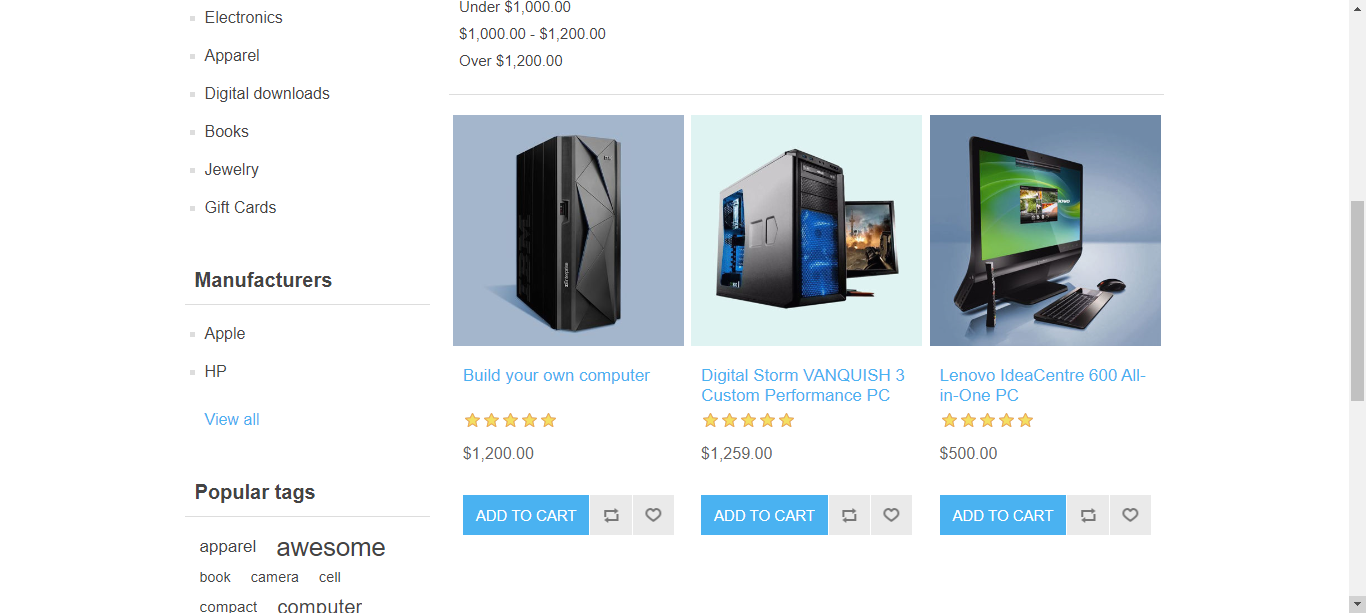 Electronics
Apparel
Digital downloads
Books
Jewelry
Gift Cards
Manufacturers
Apple
HP
View all
Popular tags
apparel awesome
book camera cell
compact computer
Under $1,000.00
$1,000.00 - $1,200.00
Over $1,200.00
Build your own computer
$1,200.00
ADD TO CART
Digital Storm VANQUISH 3
Custom Performance PC
$1,259.00
ADD TO CART
Lenovo IdeaCentre 600 All-
in-One PC
$500.00
ADD TO CART